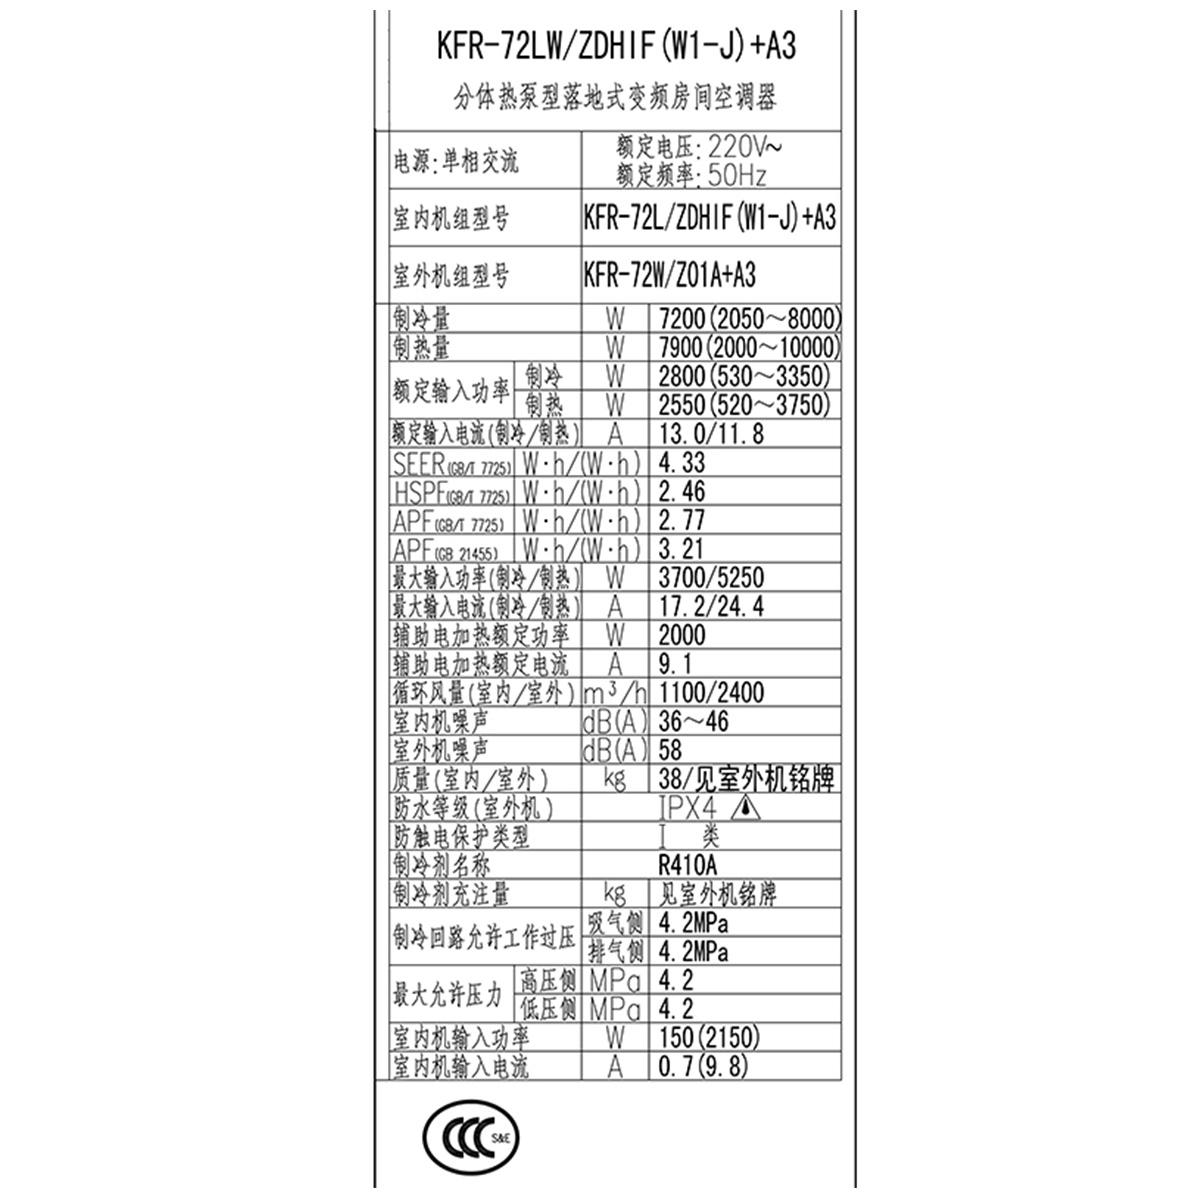 KFR-72LW/ZDHIF(W1-J)+A3
分体热泵型落地式变频房间空调器
电源:单相交流 额定电压:220V~
额定频率:50Hz
室内机组型号 KFR-72L/ZDHIF(W1-J)+A3
室外机组型号 KFR-72W/Z01A+A3
制冷量 W 7200(2050~8000)
制热量 W 7900(2000~10000)
额定输入功率 制冷 W 2800(530~3350)
制热 W 2550(520~3750)
额定输入电流(制冷/制热) A 13.0/11.8
SEER(GB/T 7725) W·h/(W·h) 4.33
HSPF(GB/T 7725) W·h/(W·h) 2.46
APF(GB/T 7725) W·h/(W·h) 2.77
APF(GB 21455) W·h/(W·h) 3.21
最大输入功率(制冷/制热) W 3700/5250
最大输入电流(制冷/制热) A 17.2/24.4
辅助电加热额定功率 W 2000
辅助电加热额定电流 A 9.1
循环风量(室内/室外) m³/h 1100/2400
室内机噪声 dB(A) 36~46
室外机噪声 dB(A) 58
质量(室内/室外) kg 38/见室外机铭牌
防水等级(室外机) IPX4
防触电保护类型 I 类
制冷剂名称 R410A
制冷剂充注量 kg 见室外机铭牌
制冷回路允许工作过压 吸气侧 4.2MPa
排气侧 4.2MPa
最大允许压力 高压侧 MPa 4.2
低压侧 MPa 4.2
室内机输入功率 W 150(2150)
室内机输入电流 A 0.7(9.8)
CCC S&E